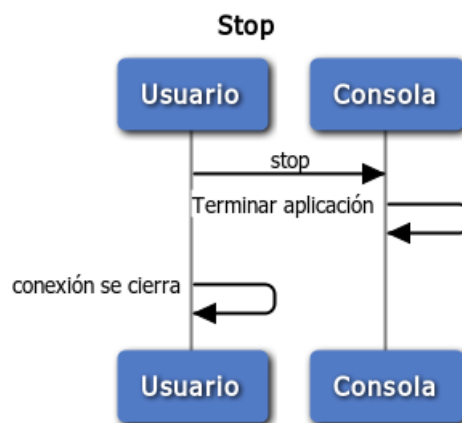 Stop
Usuario
Consola
stop
Terminar aplicación
conexión se cierra
Usuario
Consola